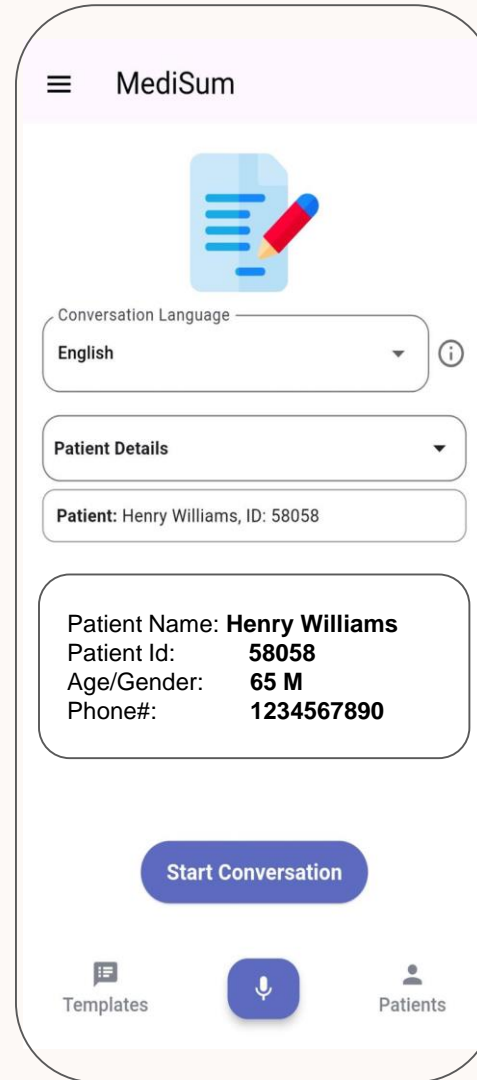 MediSum
Conversation Language
English
Patient Details
Patient: Henry Williams, ID: 58058
Patient Name: Henry Williams
Patient Id: 58058
Age/Gender: 65 M
Phone#: 1234567890
Start Conversation
Templates
Patients